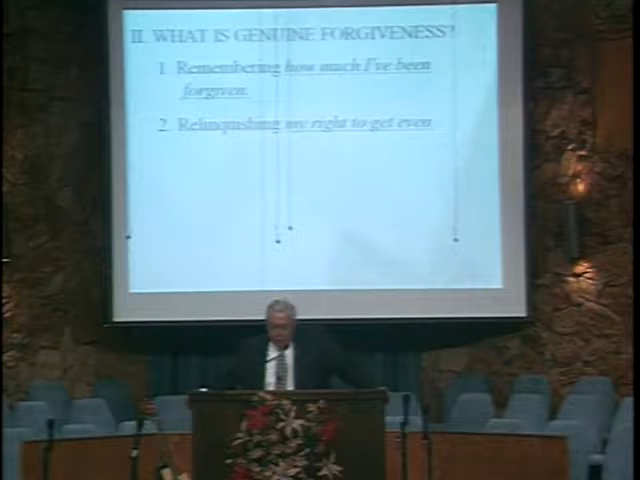 II. WHAT IS GENUINE FORGIVENESS?
1. Remembering how much I've been
forgiven.
2. Relinquishing my right to get even.